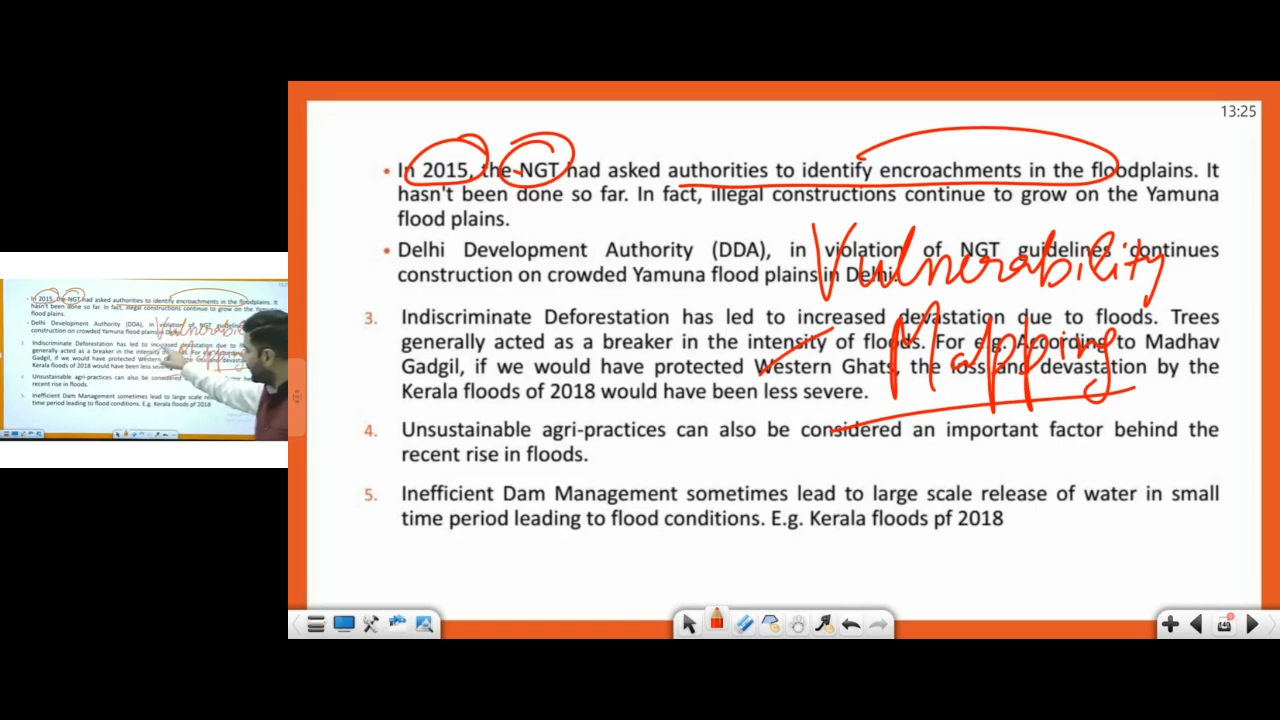 13:25
• In 2015, the NGT had asked authorities to identify encroachments in the floodplains. It
hasn't been done so far. In fact, illegal constructions continue to grow on the Yamuna
flood plains.
• Delhi Development Authority (DDA), in violation of NGT guidelines continues
construction on crowded Yamuna flood plains in Delhi.
Vulnerability
Mapping
3. Indiscriminate Deforestation has led to increased devastation due to floods. Trees
generally acted as a breaker in the intensity of floods. For e.g. According to Madhav
Gadgil, if we would have protected Western Ghats, the loss and devastation by the
Kerala floods of 2018 would have been less severe.
4. Unsustainable agri-practices can also be considered an important factor behind the
recent rise in floods.
5. Inefficient Dam Management sometimes lead to large scale release of water in small
time period leading to flood conditions. E.g. Kerala floods pf 2018